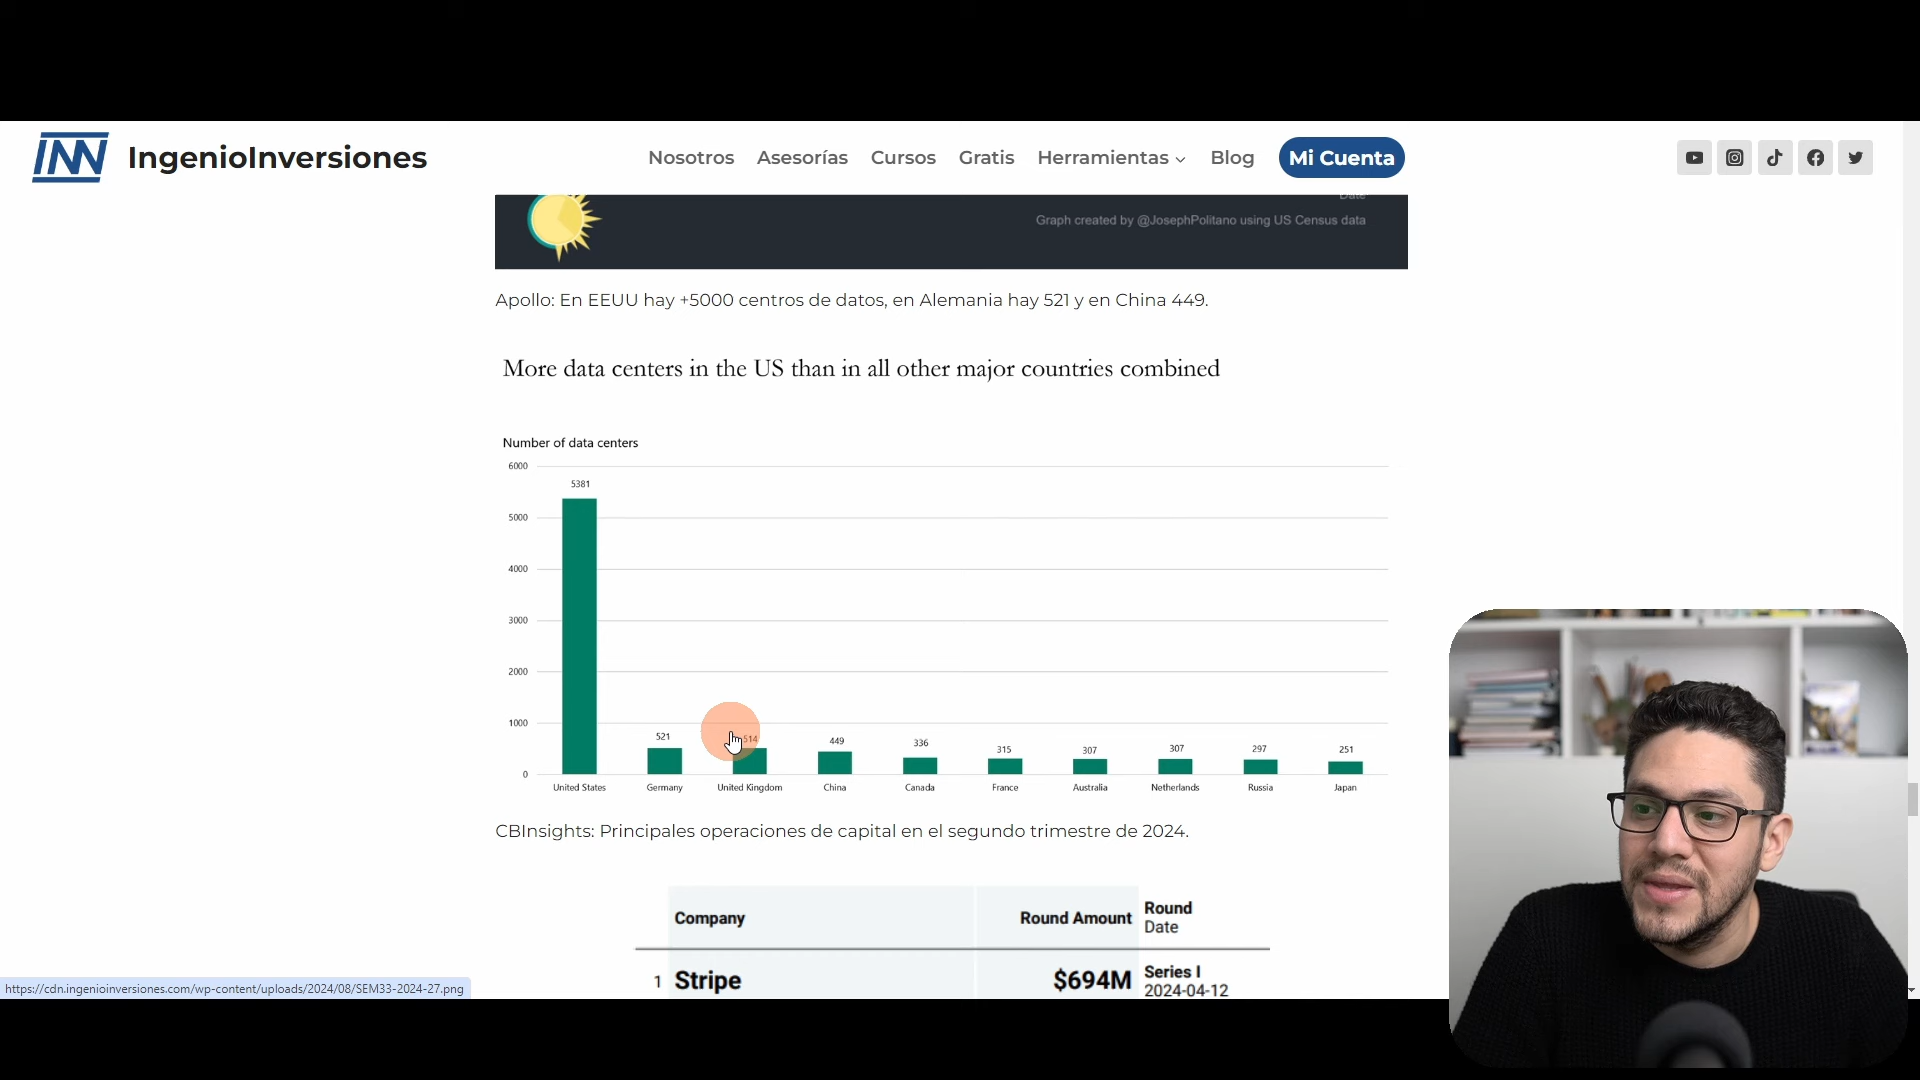 INN
IngenioInversiones
Nosotros
Asesorías
Cursos
Gratis
Herramientas
Blog
Mi Cuenta
Date
Graph created by @JosephPolitano using US Census data
Apollo: En EEUU hay +5000 centros de datos, en Alemania hay 521 y en China 449.
More data centers in the US than in all other major countries combined
Number of data centers
6000
5381
5000
4000
3000
2000
1000
521
514
449
336
315
307
307
297
251
0
United States
Germany
United Kingdom
China
Canada
France
Australia
Netherlands
Russia
Japan
CBInsights: Principales operaciones de capital en el segundo trimestre de 2024.
Company
Round Amount
Round
Date
1
Stripe
$694M
Series I
2024-04-12
https://cdn.ingenioinversiones.com/wp-content/uploads/2024/08/SEM33-2024-27.png